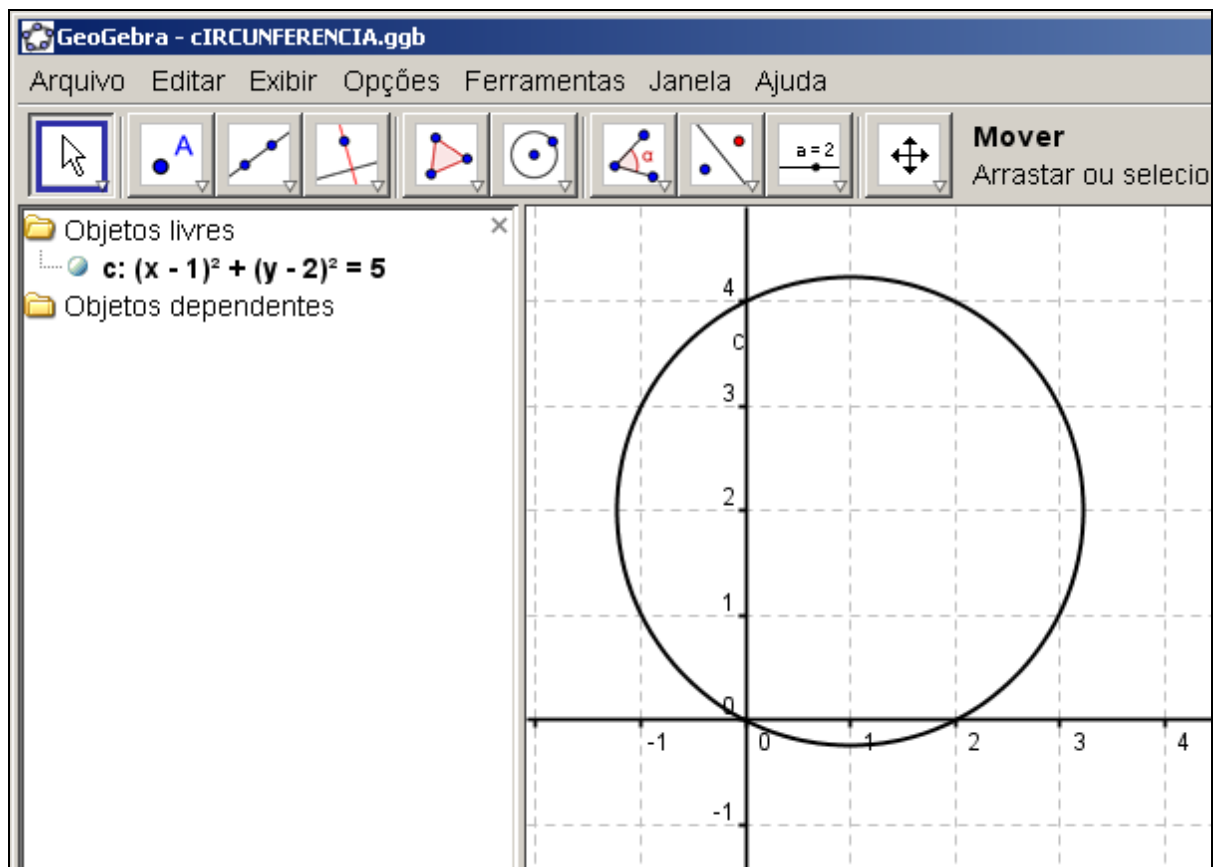 GeoGebra - cIRCUNFERENCIA.ggb
Arquivo Editar Exibir Opções Ferramentas Janela Ajuda
A
α
a = 2
Mover
Arrastar ou selecio
Objetos livres
c: (x - 1)² + (y - 2)² = 5
Objetos dependentes
4
c
3
2
1
0
-1 0 1 2 3 4
-1